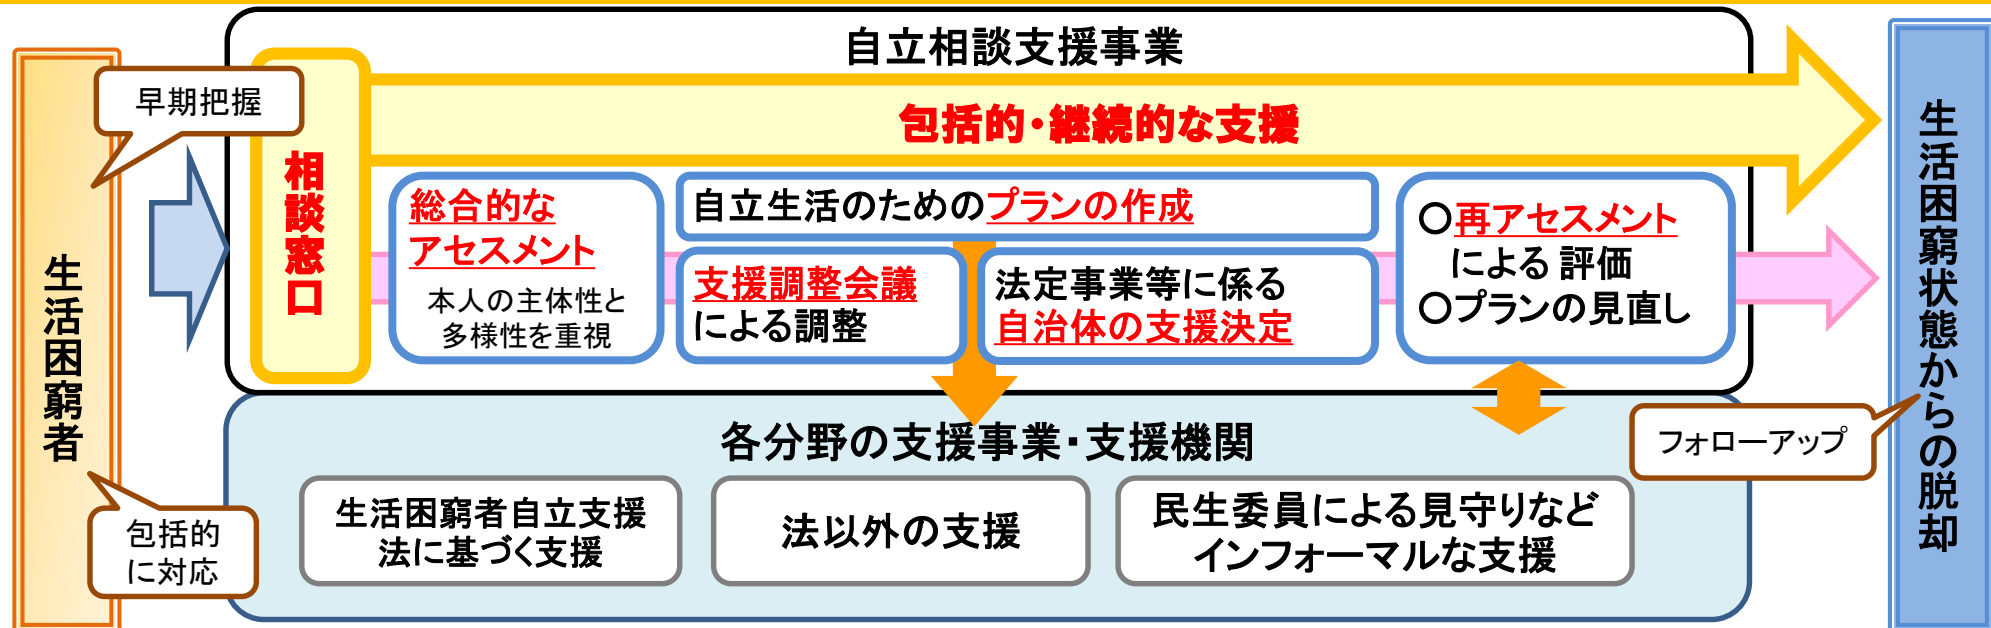 自立相談支援事業
早期把握
包括的・継続的な支援
生活困窮者
相談窓口
総合的な
アセスメント
本人の主体性と
多様性を重視
自立生活のためのプランの作成
支援調整会議
による調整
法定事業等に係る
自治体の支援決定
○再アセスメント
による 評価
○プランの見直し
生活困窮状態からの脱却
フォローアップ
包括的
に対応
各分野の支援事業・支援機関
生活困窮者自立支援
法に基づく支援
法以外の支援
民生委員による見守りなど
インフォーマルな支援